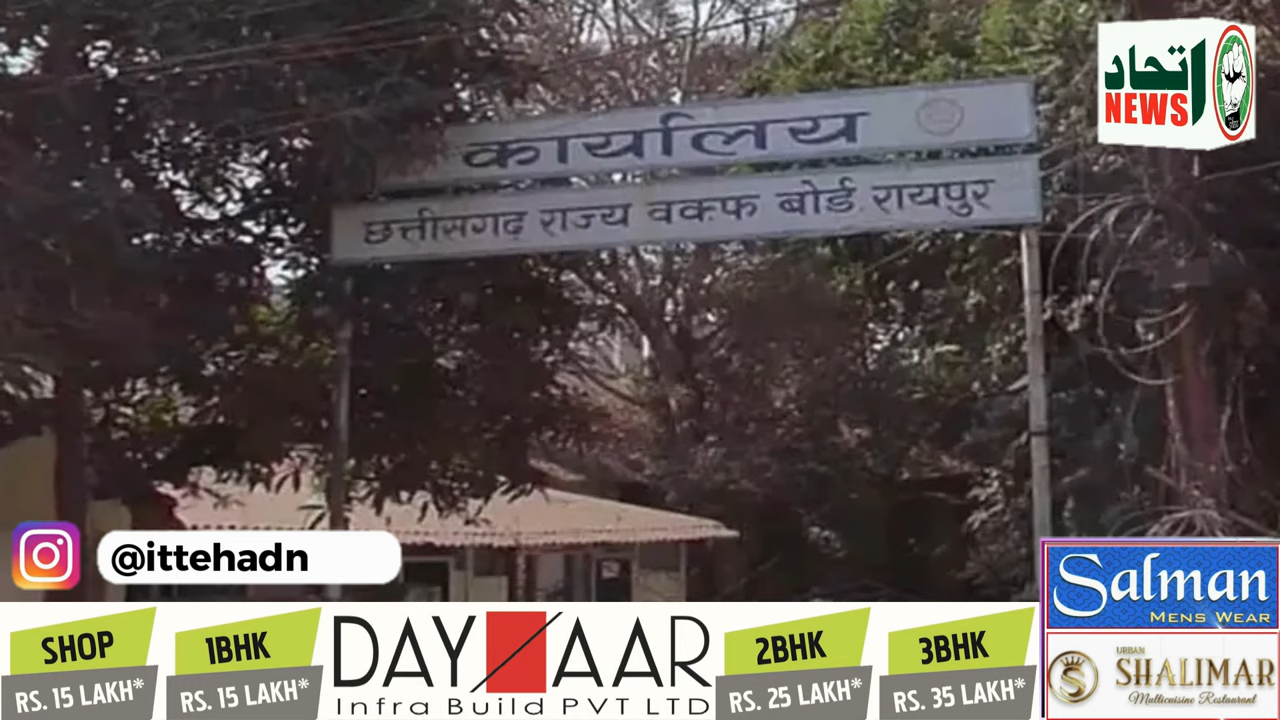 कार्यालय
छत्तीसगढ़ राज्य वक्फ बोर्ड रायपुर
اتحاد
NEWS
@ittehadn
SHOP
RS. 15 LAKH*
1BHK
RS. 15 LAKH*
DAYAAR
Infra Build PVT LTD
2BHK
RS. 25 LAKH*
3BHK
RS. 35 LAKH*
Salman
MENS WEAR
URBAN
SHALIMAR
Multicuisine Restaurant